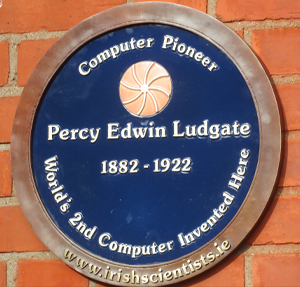 Computer Pioneer
Percy Edwin Ludgate
1882 - 1922
World's 2nd Computer Invented Here
www.irishscientists.ie